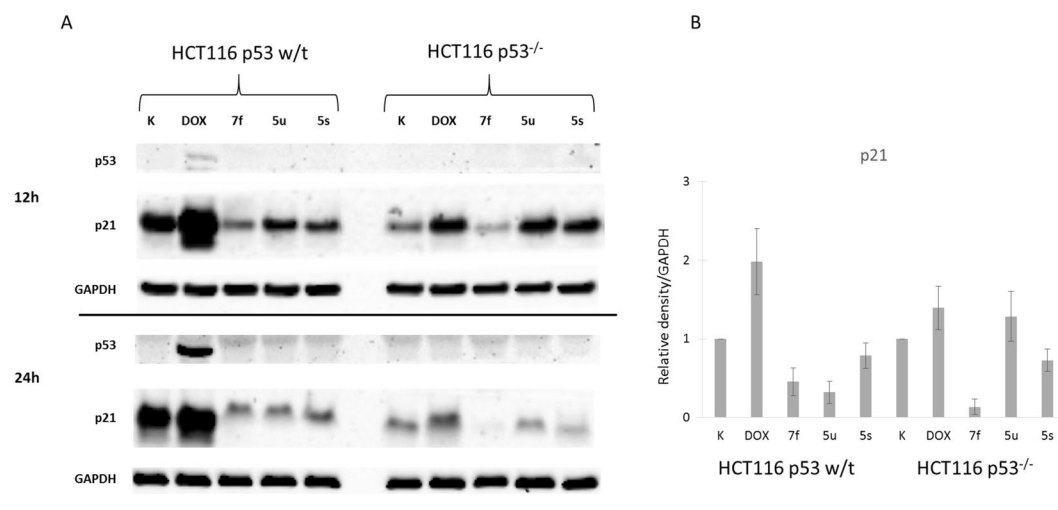 A
HCT116 p53 w/t HCT116 p53-/-
K DOX 7f 5u 5s K DOX 7f 5u 5s
p53
12h
p21
GAPDH
p53
24h
p21
GAPDH
B
p21
3
2
1
0
Relative density/GAPDH
K DOX 7f 5u 5s K DOX 7f 5u 5s
HCT116 p53 w/t HCT116 p53-/-